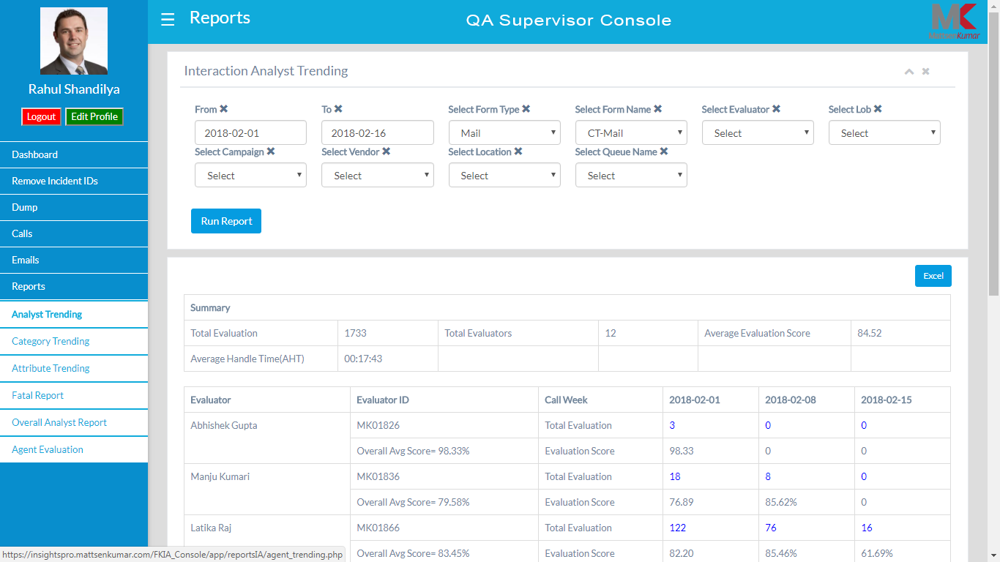 ☰ Reports
QA Supervisor Console
MK
MattsenKumar
Rahul Shandilya
Logout
Edit Profile
Dashboard
Remove Incident IDs
Dump
Calls
Emails
Reports
Analyst Trending
Category Trending
Attribute Trending
Fatal Report
Overall Analyst Report
Agent Evaluation
Interaction Analyst Trending
From ✖ To ✖ Select Form Type ✖ Select Form Name ✖ Select Evaluator ✖ Select Lob ✖
2018-02-01 2018-02-16 Mail CT-Mail Select Select
Select Campaign ✖ Select Vendor ✖ Select Location ✖ Select Queue Name ✖
Select Select Select Select
Run Report
Excel
Summary
Total Evaluation 1733 Total Evaluators 12 Average Evaluation Score 84.52
Average Handle Time(AHT) 00:17:43
Evaluator Evaluator ID Call Week 2018-02-01 2018-02-08 2018-02-15
Abhishek Gupta MK01826 Total Evaluation 3 0 0
Overall Avg Score= 98.33% Evaluation Score 98.33 0 0
Manju Kumari MK01836 Total Evaluation 18 8 0
Overall Avg Score= 79.58% Evaluation Score 76.89 85.62% 0
Latika Raj MK01866 Total Evaluation 122 76 16
Overall Avg Score= 83.45% Evaluation Score 82.20 85.46% 61.69%
https://insightspro.mattsenkumar.com/FKIA_Console/app/reportsIA/agent_trending.php